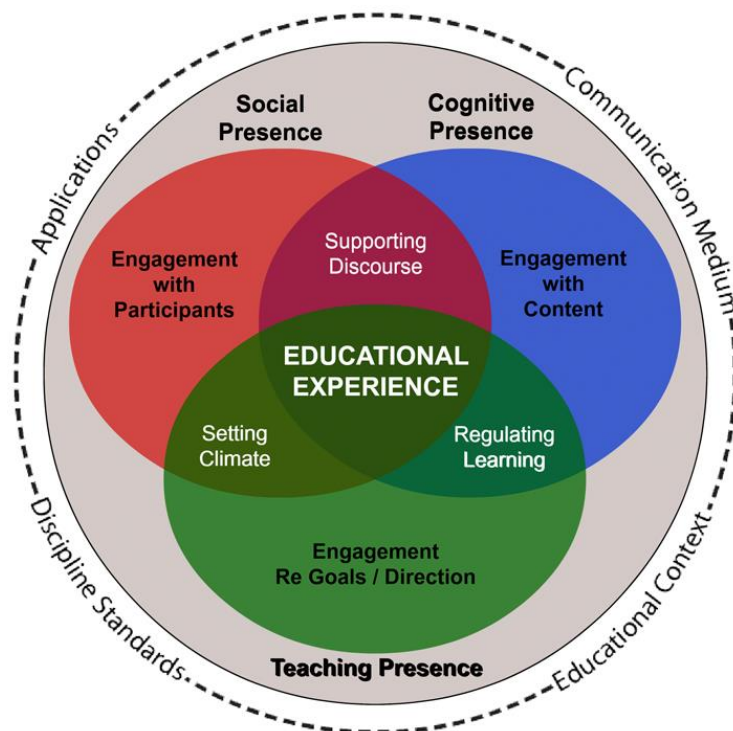 Social
Presence
Cognitive
Presence
Applications
Communication Medium
Supporting
Discourse
Engagement
with
Participants
Engagement
with
Content
EDUCATIONAL
EXPERIENCE
Setting
Climate
Regulating
Learning
Engagement
Re Goals / Direction
Discipline Standards
Educational Context
Teaching Presence